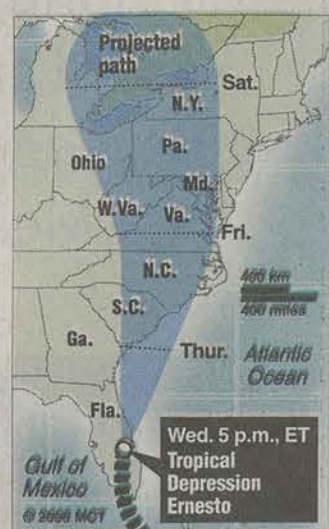 Projected
path
Sat.
N.Y.
Pa.
Ohio
Md.
W.Va.
Va.
Fri.
N.C.
400 km
400 miles
S.C.
Ga.
Thur.
Atlantic
Ocean
Fla.
Wed. 5 p.m., ET
Tropical
Depression
Ernesto
Gulf of
Mexico
© 2006 MCT